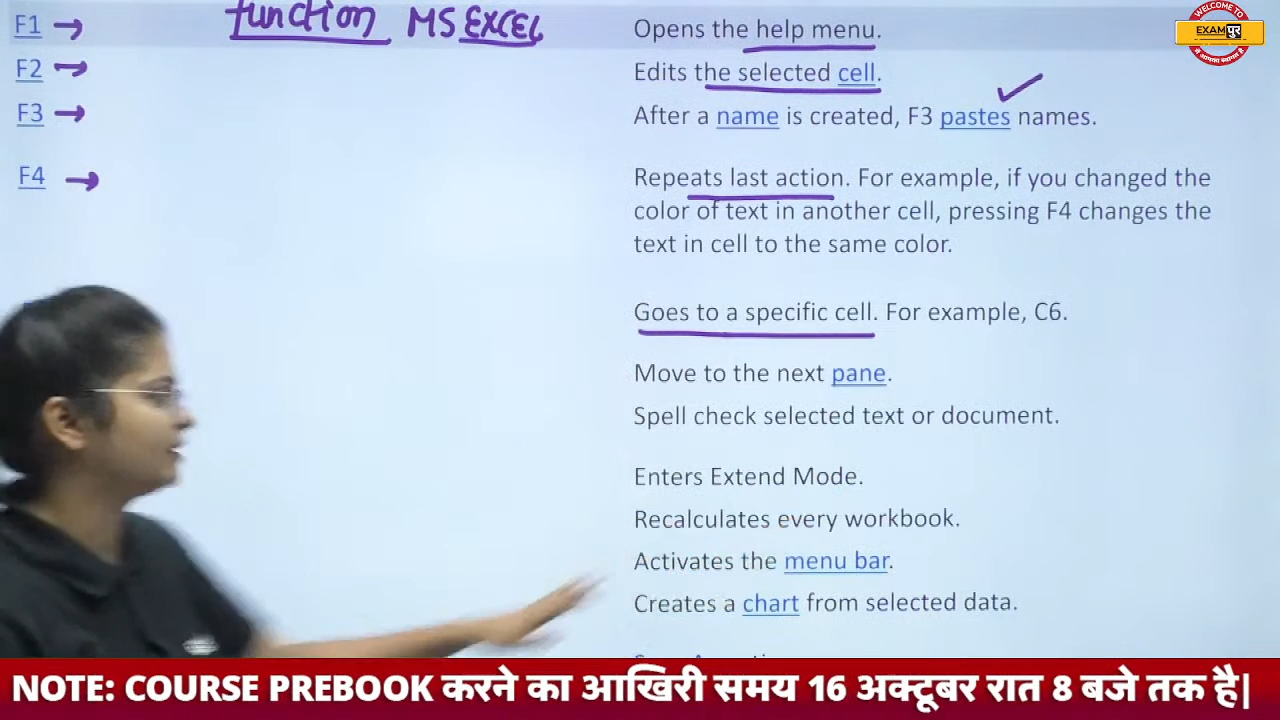 function MS EXCEL
F1 Opens the help menu.
F2 Edits the selected cell.
F3 After a name is created, F3 pastes names.
F4 Repeats last action. For example, if you changed the
color of text in another cell, pressing F4 changes the
text in cell to the same color.
Goes to a specific cell. For example, C6.
Move to the next pane.
Spell check selected text or document.
Enters Extend Mode.
Recalculates every workbook.
Activates the menu bar.
Creates a chart from selected data.
WELCOME TO
EXAMपुर
NOTE: COURSE PREBOOK करने का आखिरी समय 16 अक्टूबर रात 8 बजे तक है|